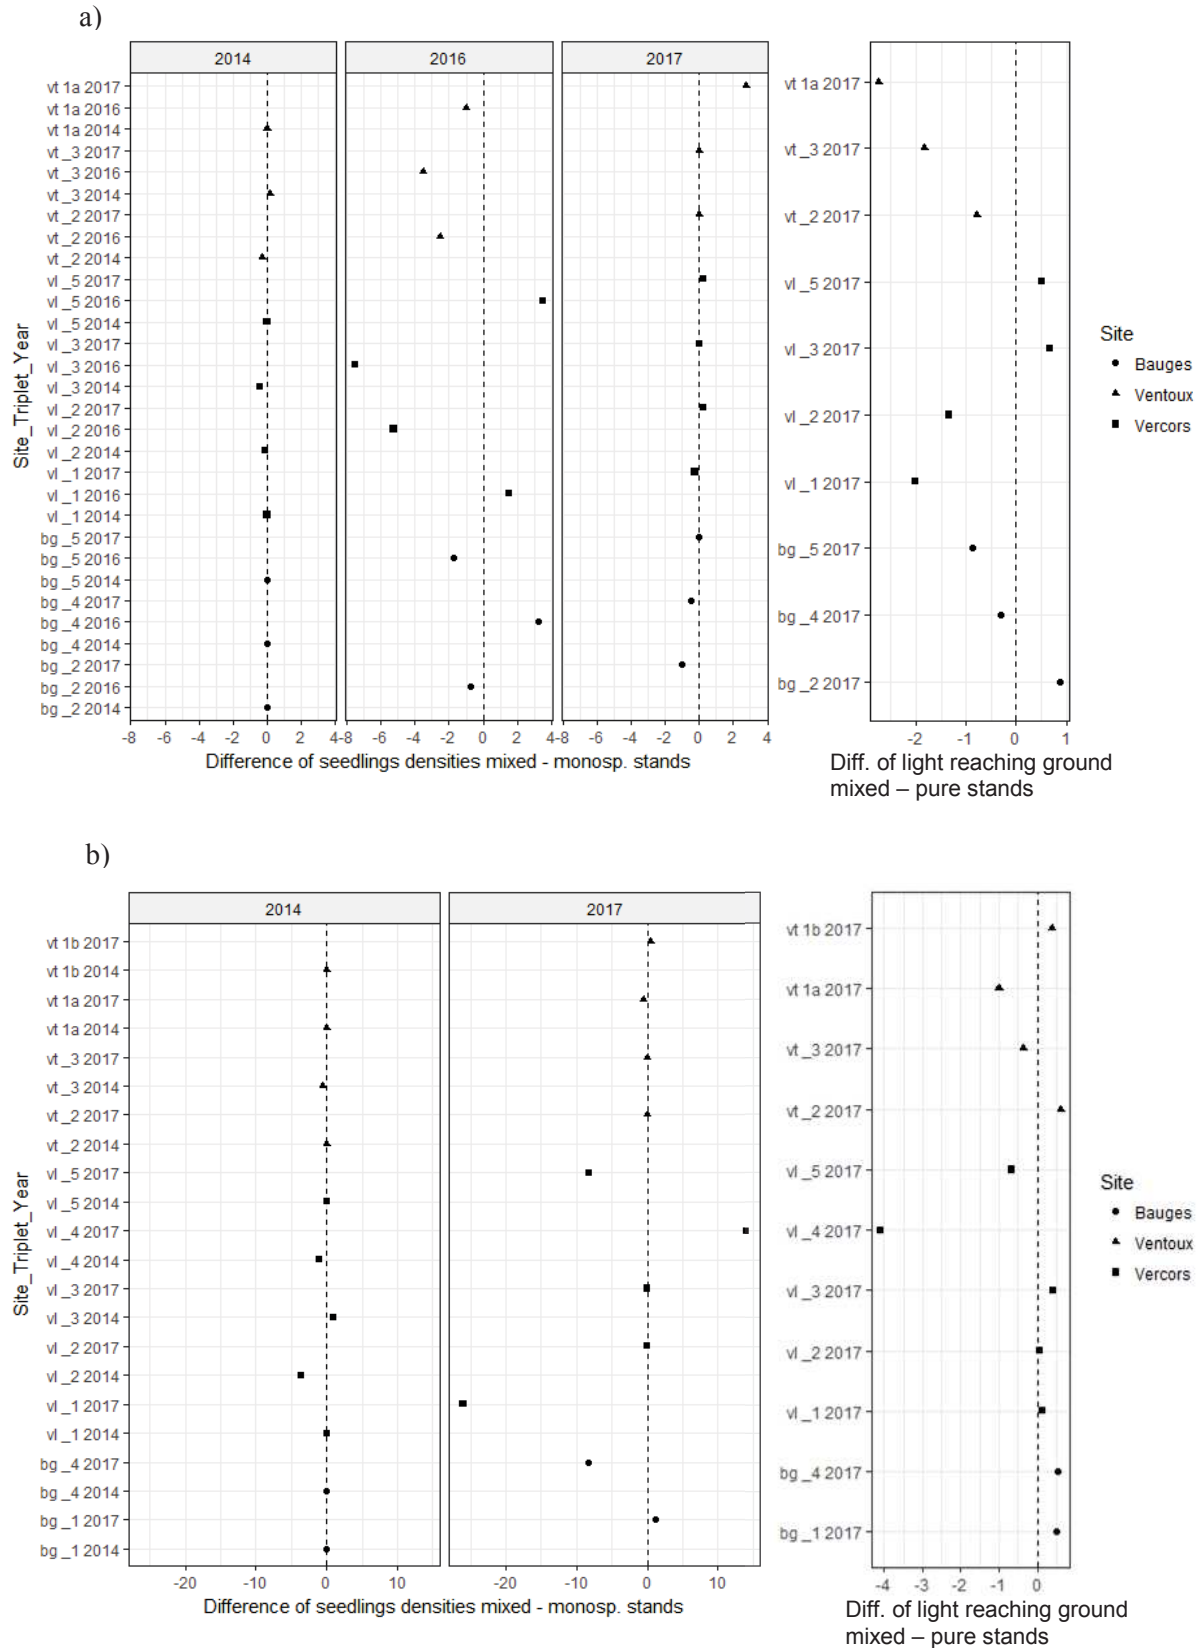 a)
2014
2016
2017
vt 1a 2017
vt 1a 2016
vt 1a 2014
vt _3 2017
vt _3 2016
vt _3 2014
vt _2 2017
vt _2 2016
vt _2 2014
vl _5 2017
vl _5 2016
vl _5 2014
vl _3 2017
vl _3 2016
vl _3 2014
vl _2 2017
vl _2 2016
vl _2 2014
vl _1 2017
vl _1 2016
vl _1 2014
bg _5 2017
bg _5 2016
bg _5 2014
bg _4 2017
bg _4 2016
bg _4 2014
bg _2 2017
bg _2 2016
bg _2 2014
Site_Triplet_Year
-8 -6 -4 -2 0 2 4-8 -6 -4 -2 0 2 4-8 -6 -4 -2 0 2 4
Difference of seedlings densities mixed - monosp. stands
vt 1a 2017
vt _3 2017
vt _2 2017
vl _5 2017
vl _3 2017
vl _2 2017
vl _1 2017
bg _5 2017
bg _4 2017
bg _2 2017
-2 -1 0 1
Diff. of light reaching ground
mixed – pure stands
Site
Bauges
Ventoux
Vercors
b)
2014
2017
vt 1b 2017
vt 1b 2014
vt 1a 2017
vt 1a 2014
vt _3 2017
vt _3 2014
vt _2 2017
vt _2 2014
vl _5 2017
vl _5 2014
vl _4 2017
vl _4 2014
vl _3 2017
vl _3 2014
vl _2 2017
vl _2 2014
vl _1 2017
vl _1 2014
bg _4 2017
bg _4 2014
bg _1 2017
bg _1 2014
Site_Triplet_Year
-20 -10 0 10 -20 -10 0 10
Difference of seedlings densities mixed - monosp. stands
vt 1b 2017
vt 1a 2017
vt _3 2017
vt _2 2017
vl _5 2017
vl _4 2017
vl _3 2017
vl _2 2017
vl _1 2017
bg _4 2017
bg _1 2017
-4 -3 -2 -1 0
Diff. of light reaching ground
mixed – pure stands
Site
Bauges
Ventoux
Vercors